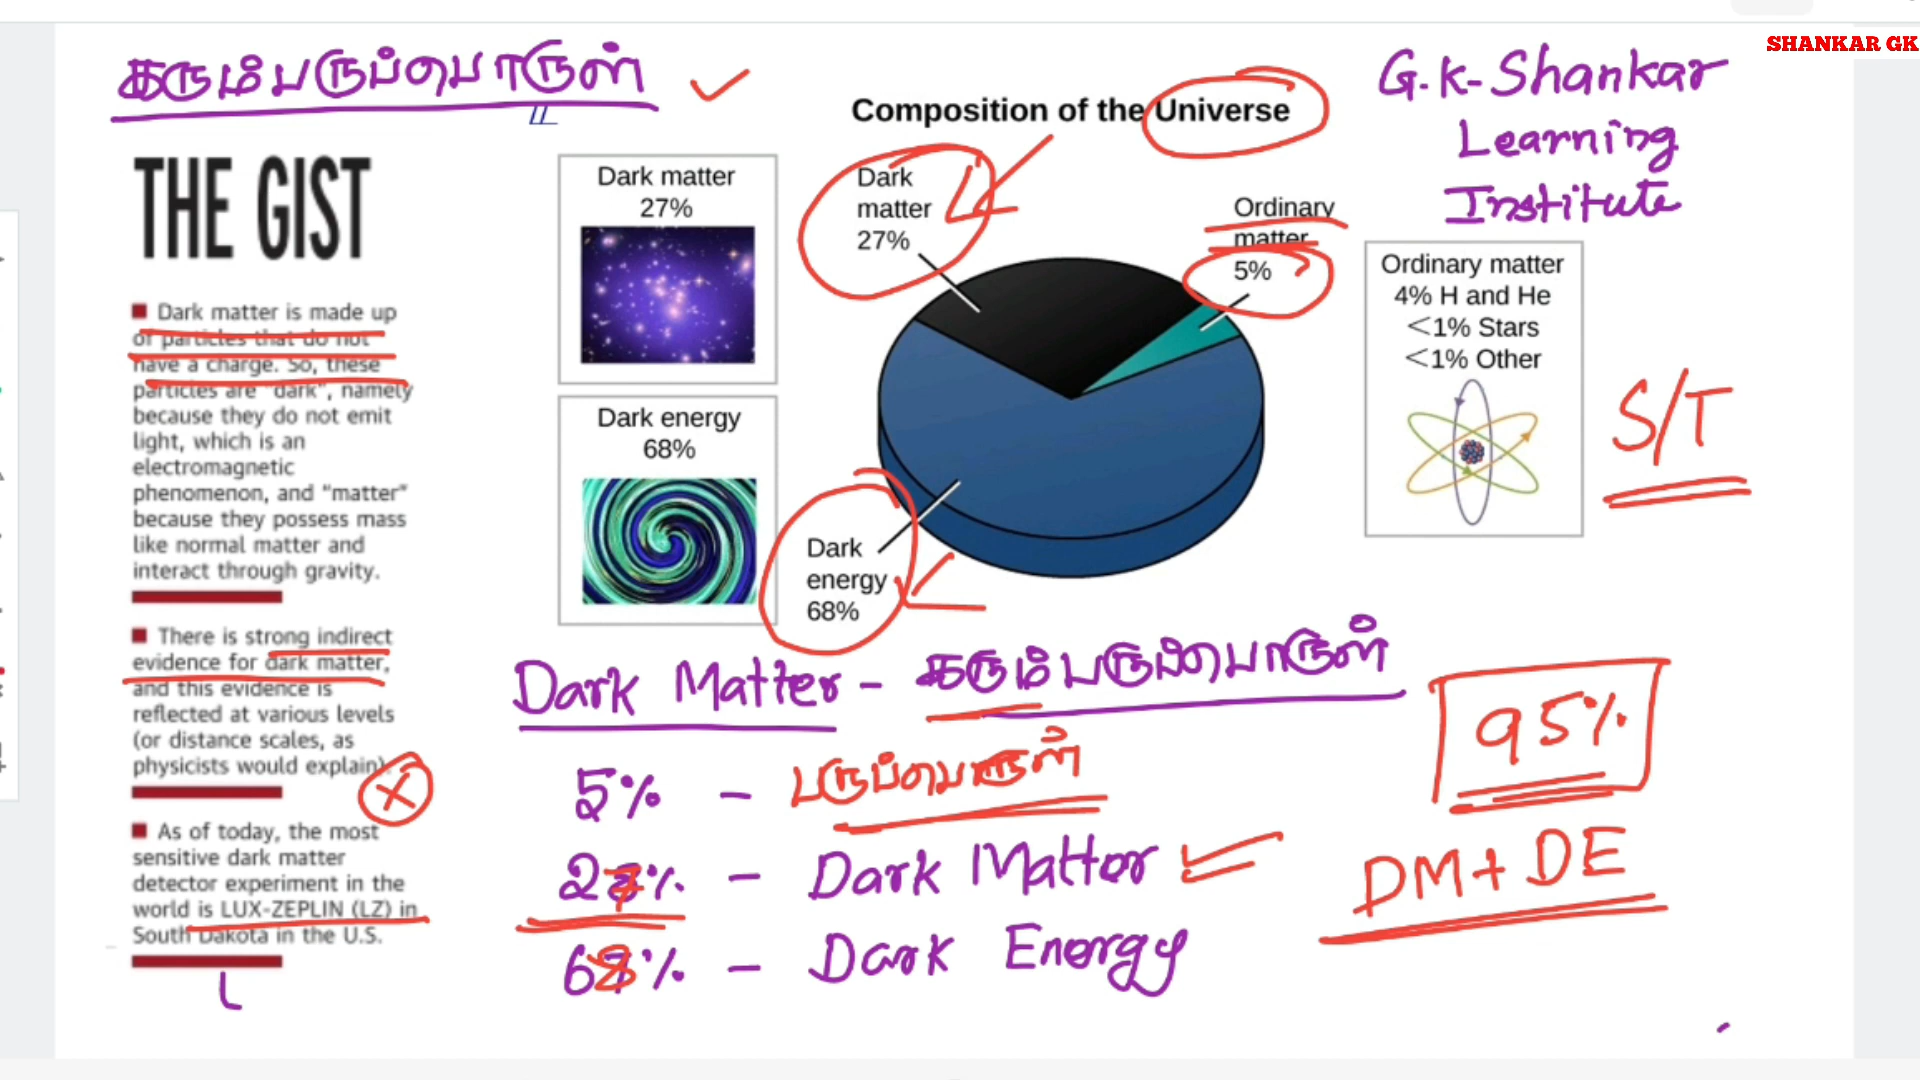 SHANKAR GK
கரும்பருப்பொருள்
G.K-Shankar
Learning
Institute
THE GIST
Dark matter is made up
of particles that do not
have a charge. So, these
particles are "dark", namely
because they do not emit
light, which is an
electromagnetic
phenomenon, and "matter"
because they possess mass
like normal matter and
interact through gravity.
There is strong indirect
evidence for dark matter,
and this evidence is
reflected at various levels
(or distance scales, as
physicists would explain).
As of today, the most
sensitive dark matter
detector experiment in the
world is LUX-ZEPLIN (LZ) in
South Dakota in the U.S.
Composition of the Universe
Dark matter
27%
Dark energy
68%
Dark
matter
27%
Ordinary
matter
5%
Dark
energy
68%
Ordinary matter
4% H and He
<1% Stars
<1% Other
S/T
Dark Matter - கரும்பருப்பொருள்
5% - பருப்பொருள்
27% - Dark Matter
68% - Dark Energy
95%
DM + DE